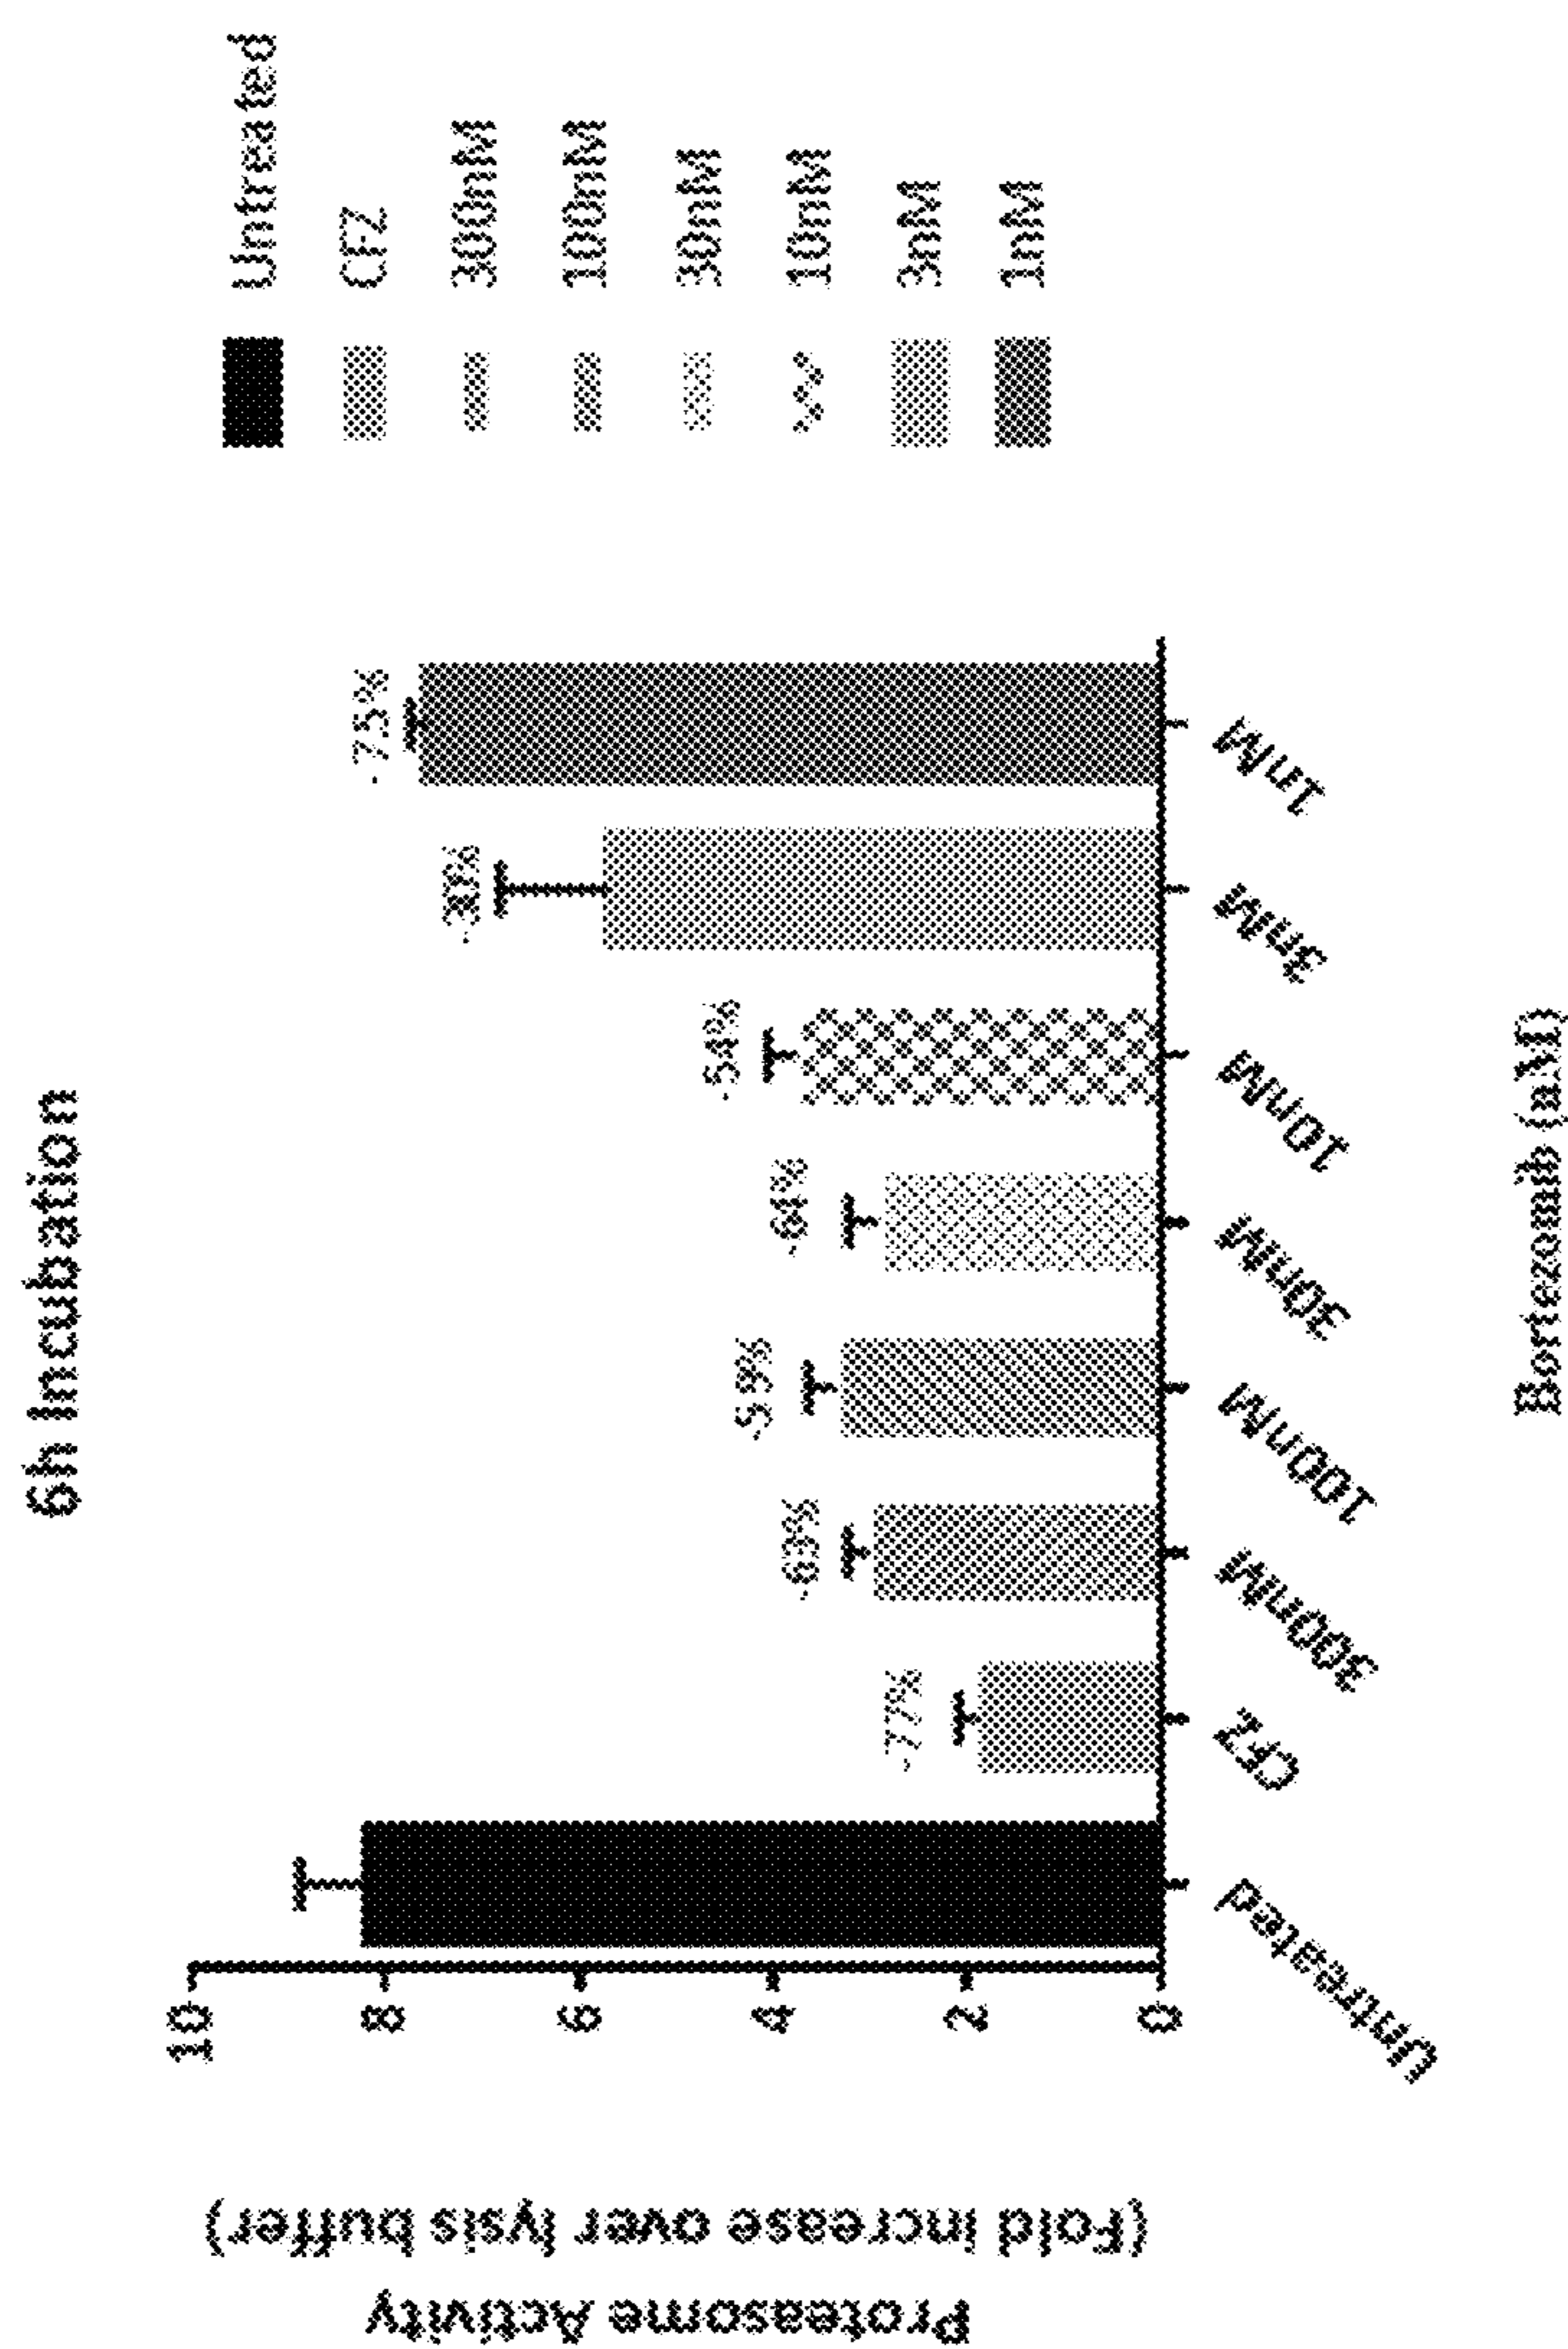 6h Incubation
Proteasome Activity
(Fold increase over lysis buffer)
10
8
6
4
2
0
-77%
-63%
-59%
-64%
-54%
-75%
Untreated
CFZ
300nM
100nM
30nM
10nM
3nM
1nM
Bortezomib (nM)
Untreated
CFZ
300nM
100nM
30nM
10nM
3nM
1nM